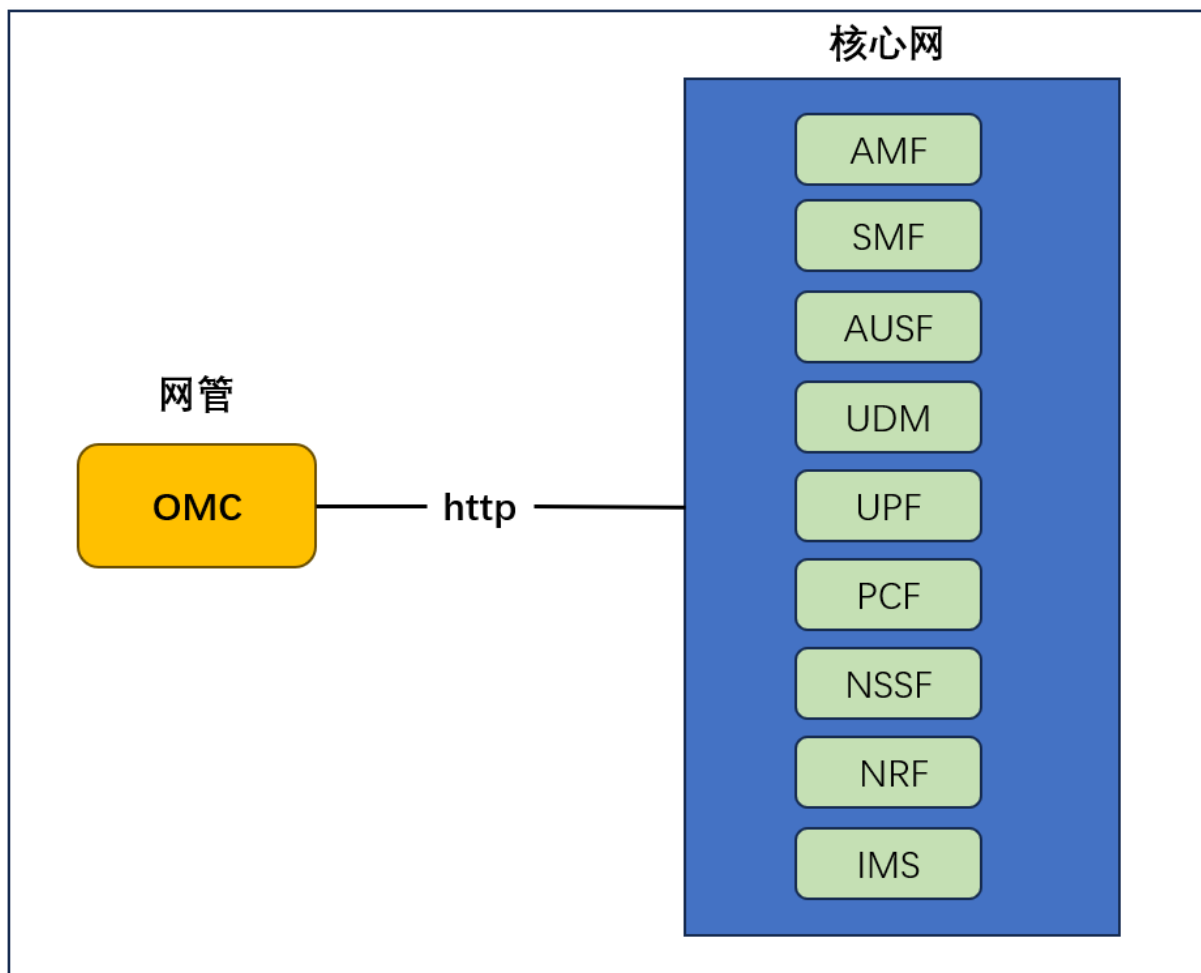 核心网
AMF
SMF
AUSF
UDM
UPF
PCF
NSSF
NRF
IMS
网管
OMC
http